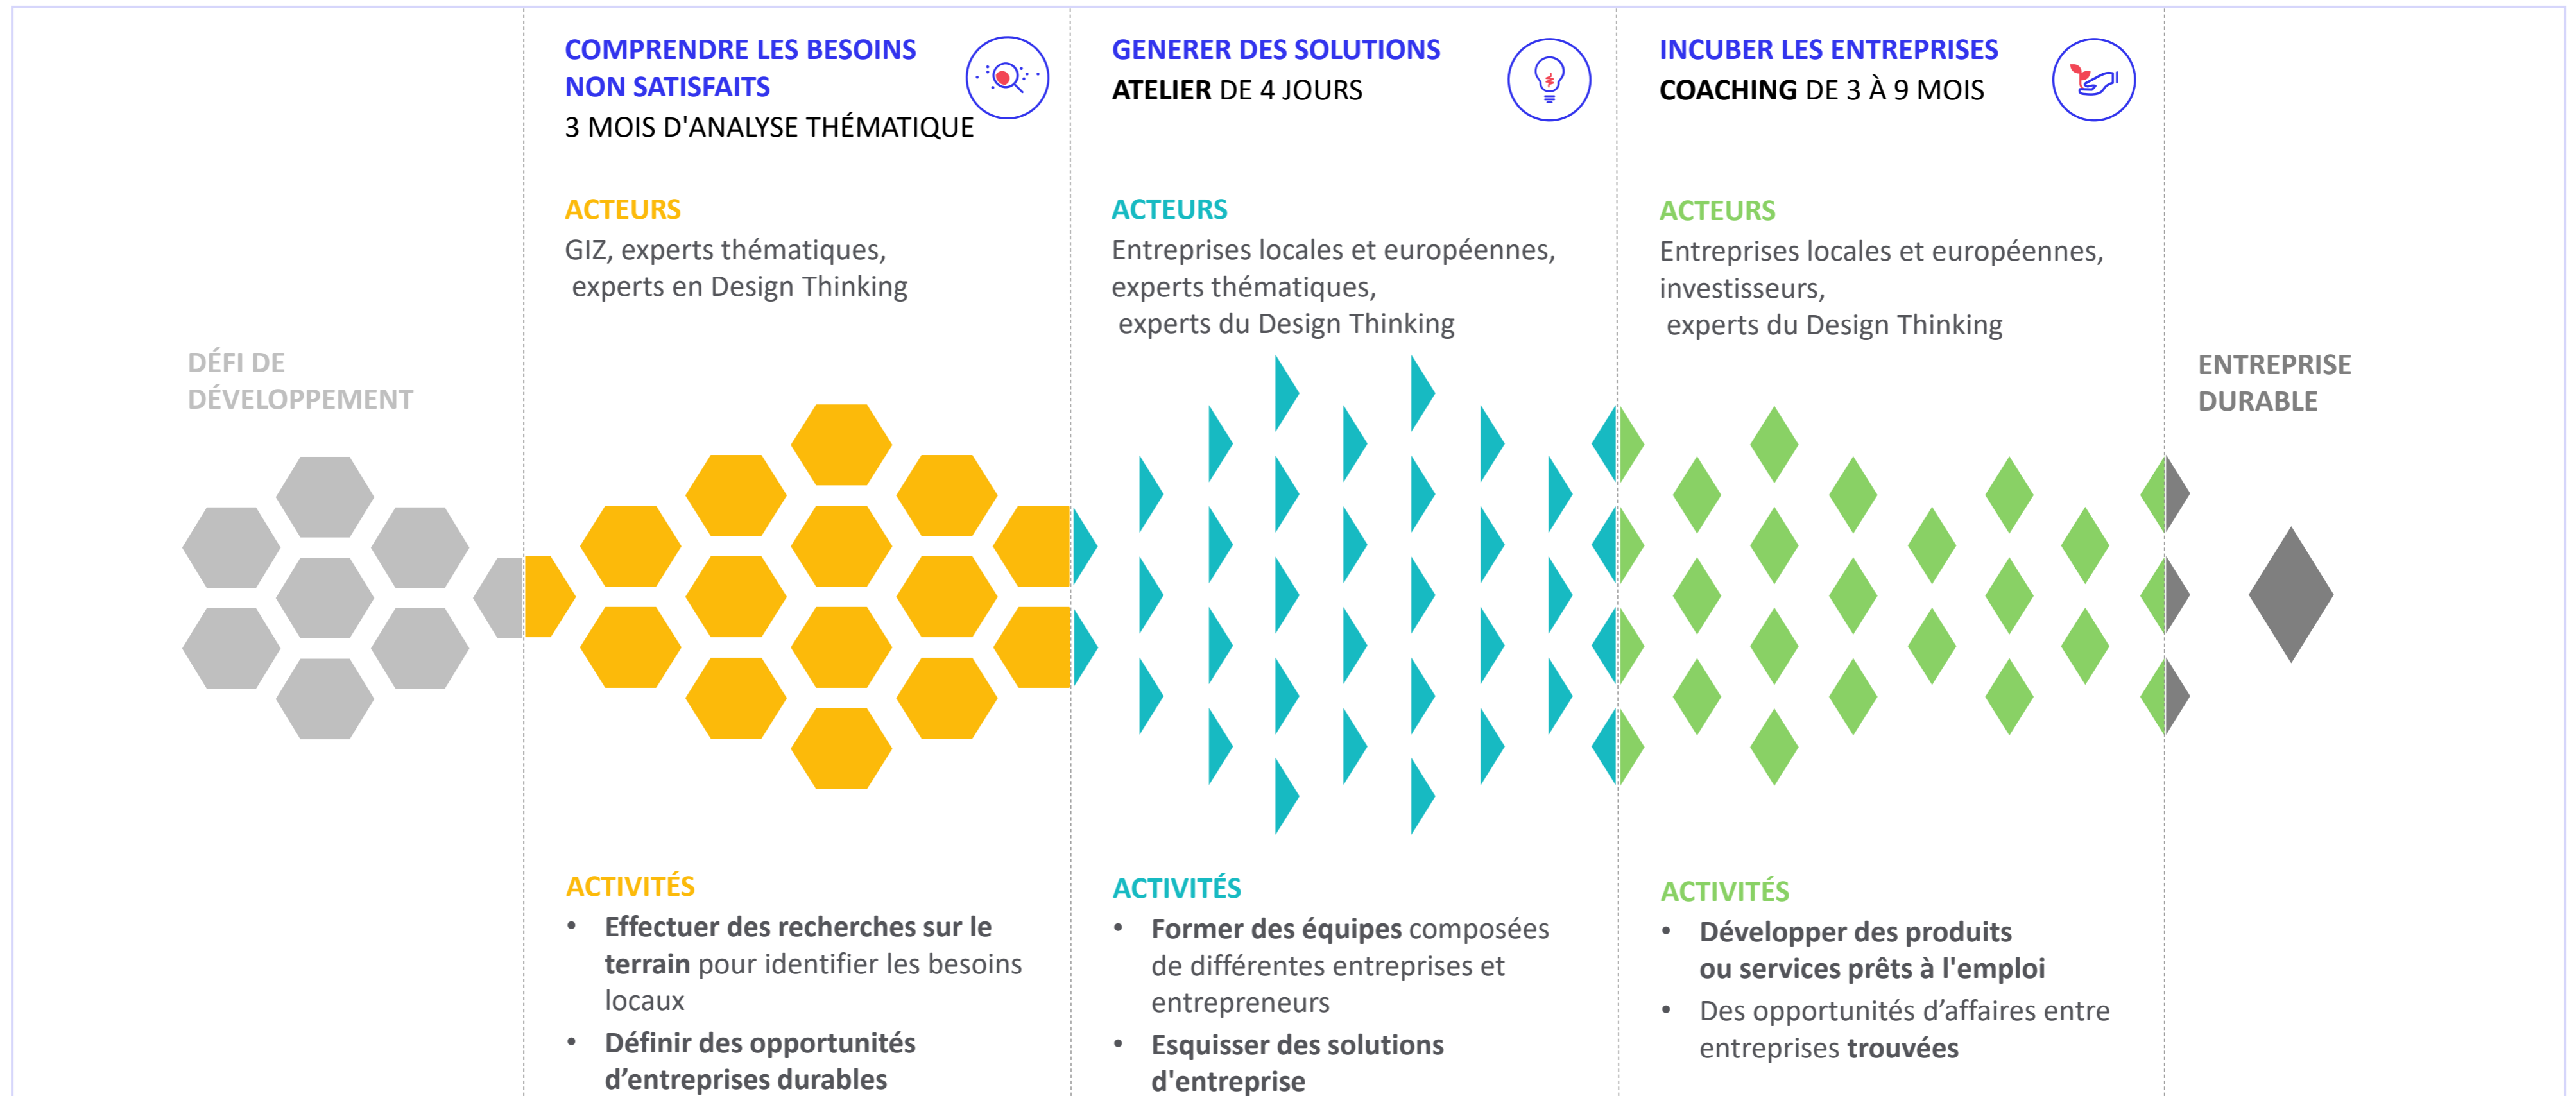 DÉFI DE
DÉVELOPPEMENT
COMPRENDRE LES BESOINS
NON SATISFAITS
3 MOIS D'ANALYSE THÉMATIQUE
ACTEURS
GIZ, experts thématiques,
experts en Design Thinking
ACTIVITÉS
• Effectuer des recherches sur le
terrain pour identifier les besoins
locaux
• Définir des opportunités
d’entreprises durables
GENERER DES SOLUTIONS
ATELIER DE 4 JOURS
ACTEURS
Entreprises locales et européennes,
experts thématiques,
experts du Design Thinking
ACTIVITÉS
• Former des équipes composées
de différentes entreprises et
entrepreneurs
• Esquisser des solutions
d'entreprise
INCUBER LES ENTREPRISES
COACHING DE 3 À 9 MOIS
ACTEURS
Entreprises locales et européennes,
investisseurs,
experts du Design Thinking
ACTIVITÉS
• Développer des produits
ou services prêts à l'emploi
• Des opportunités d’affaires entre
entreprises trouvées
ENTREPRISE
DURABLE